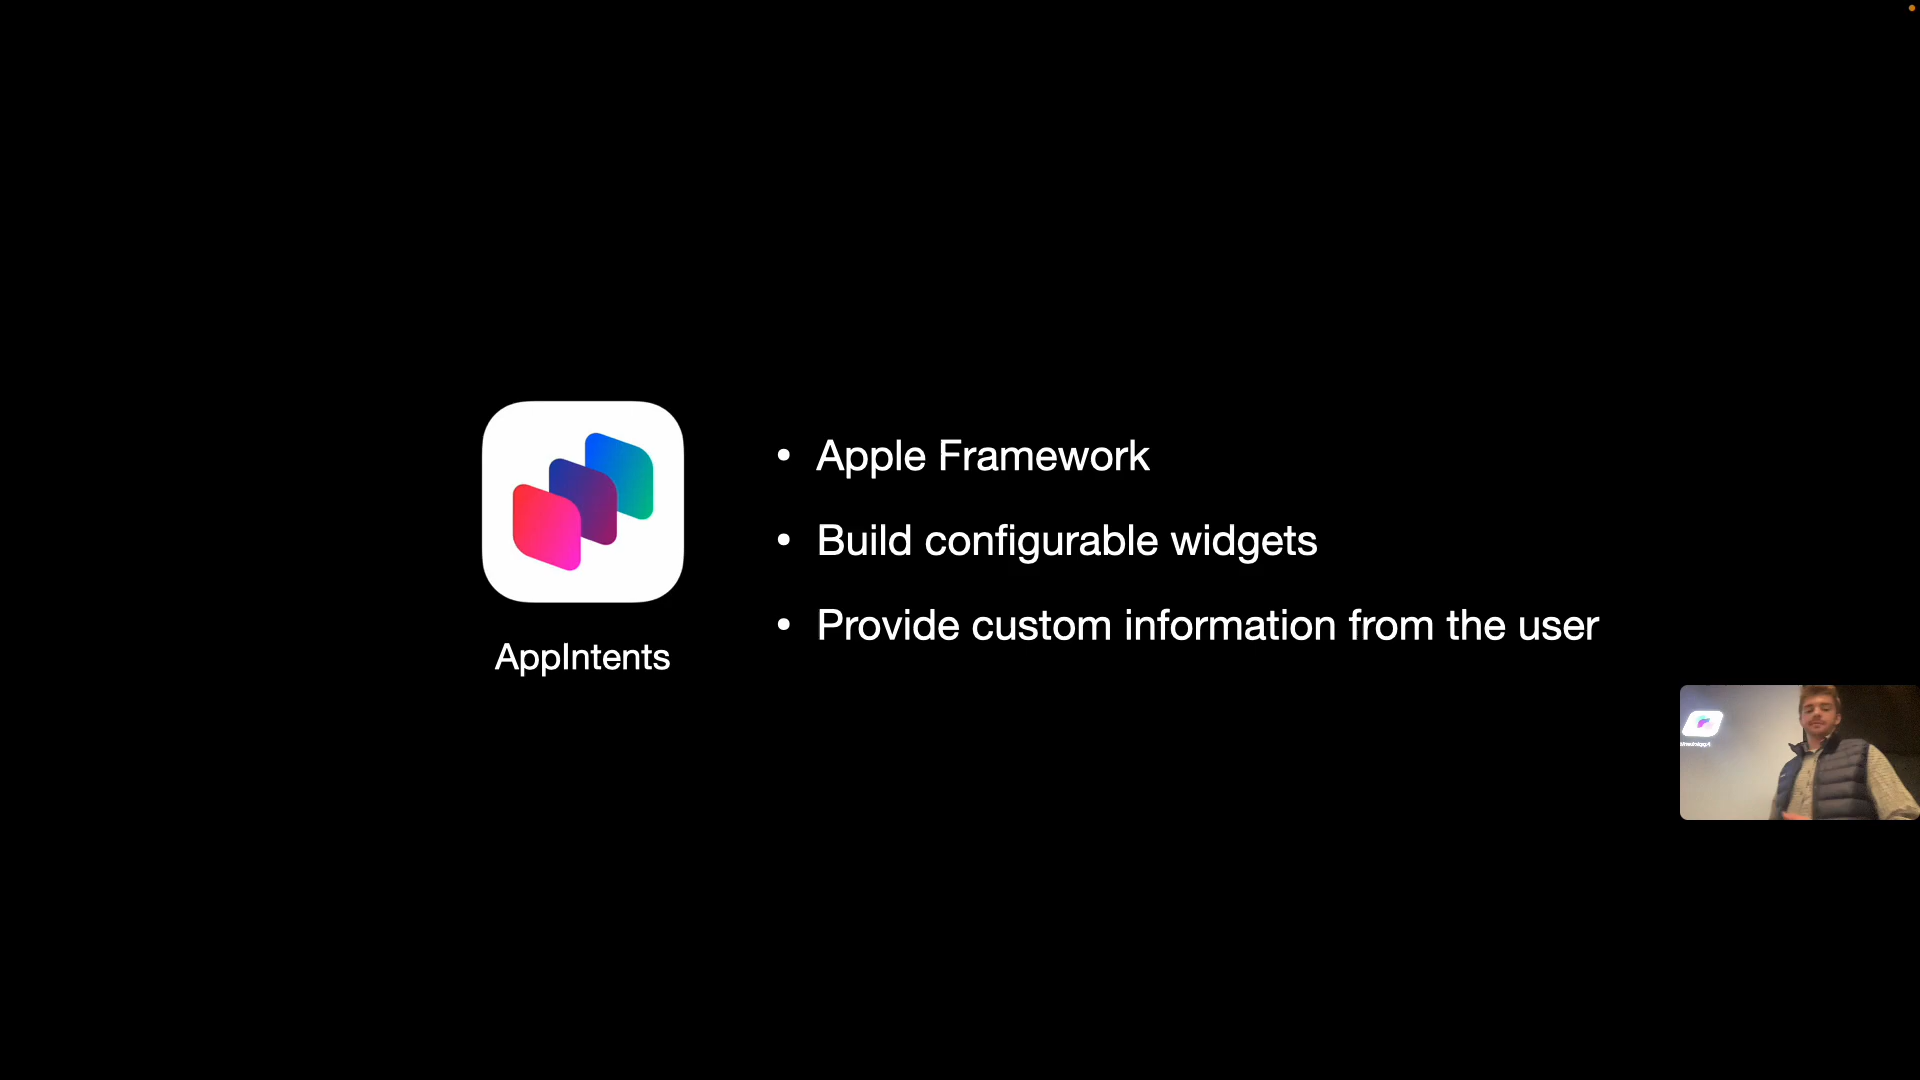 AppIntents
• Apple Framework
• Build configurable widgets
• Provide custom information from the user